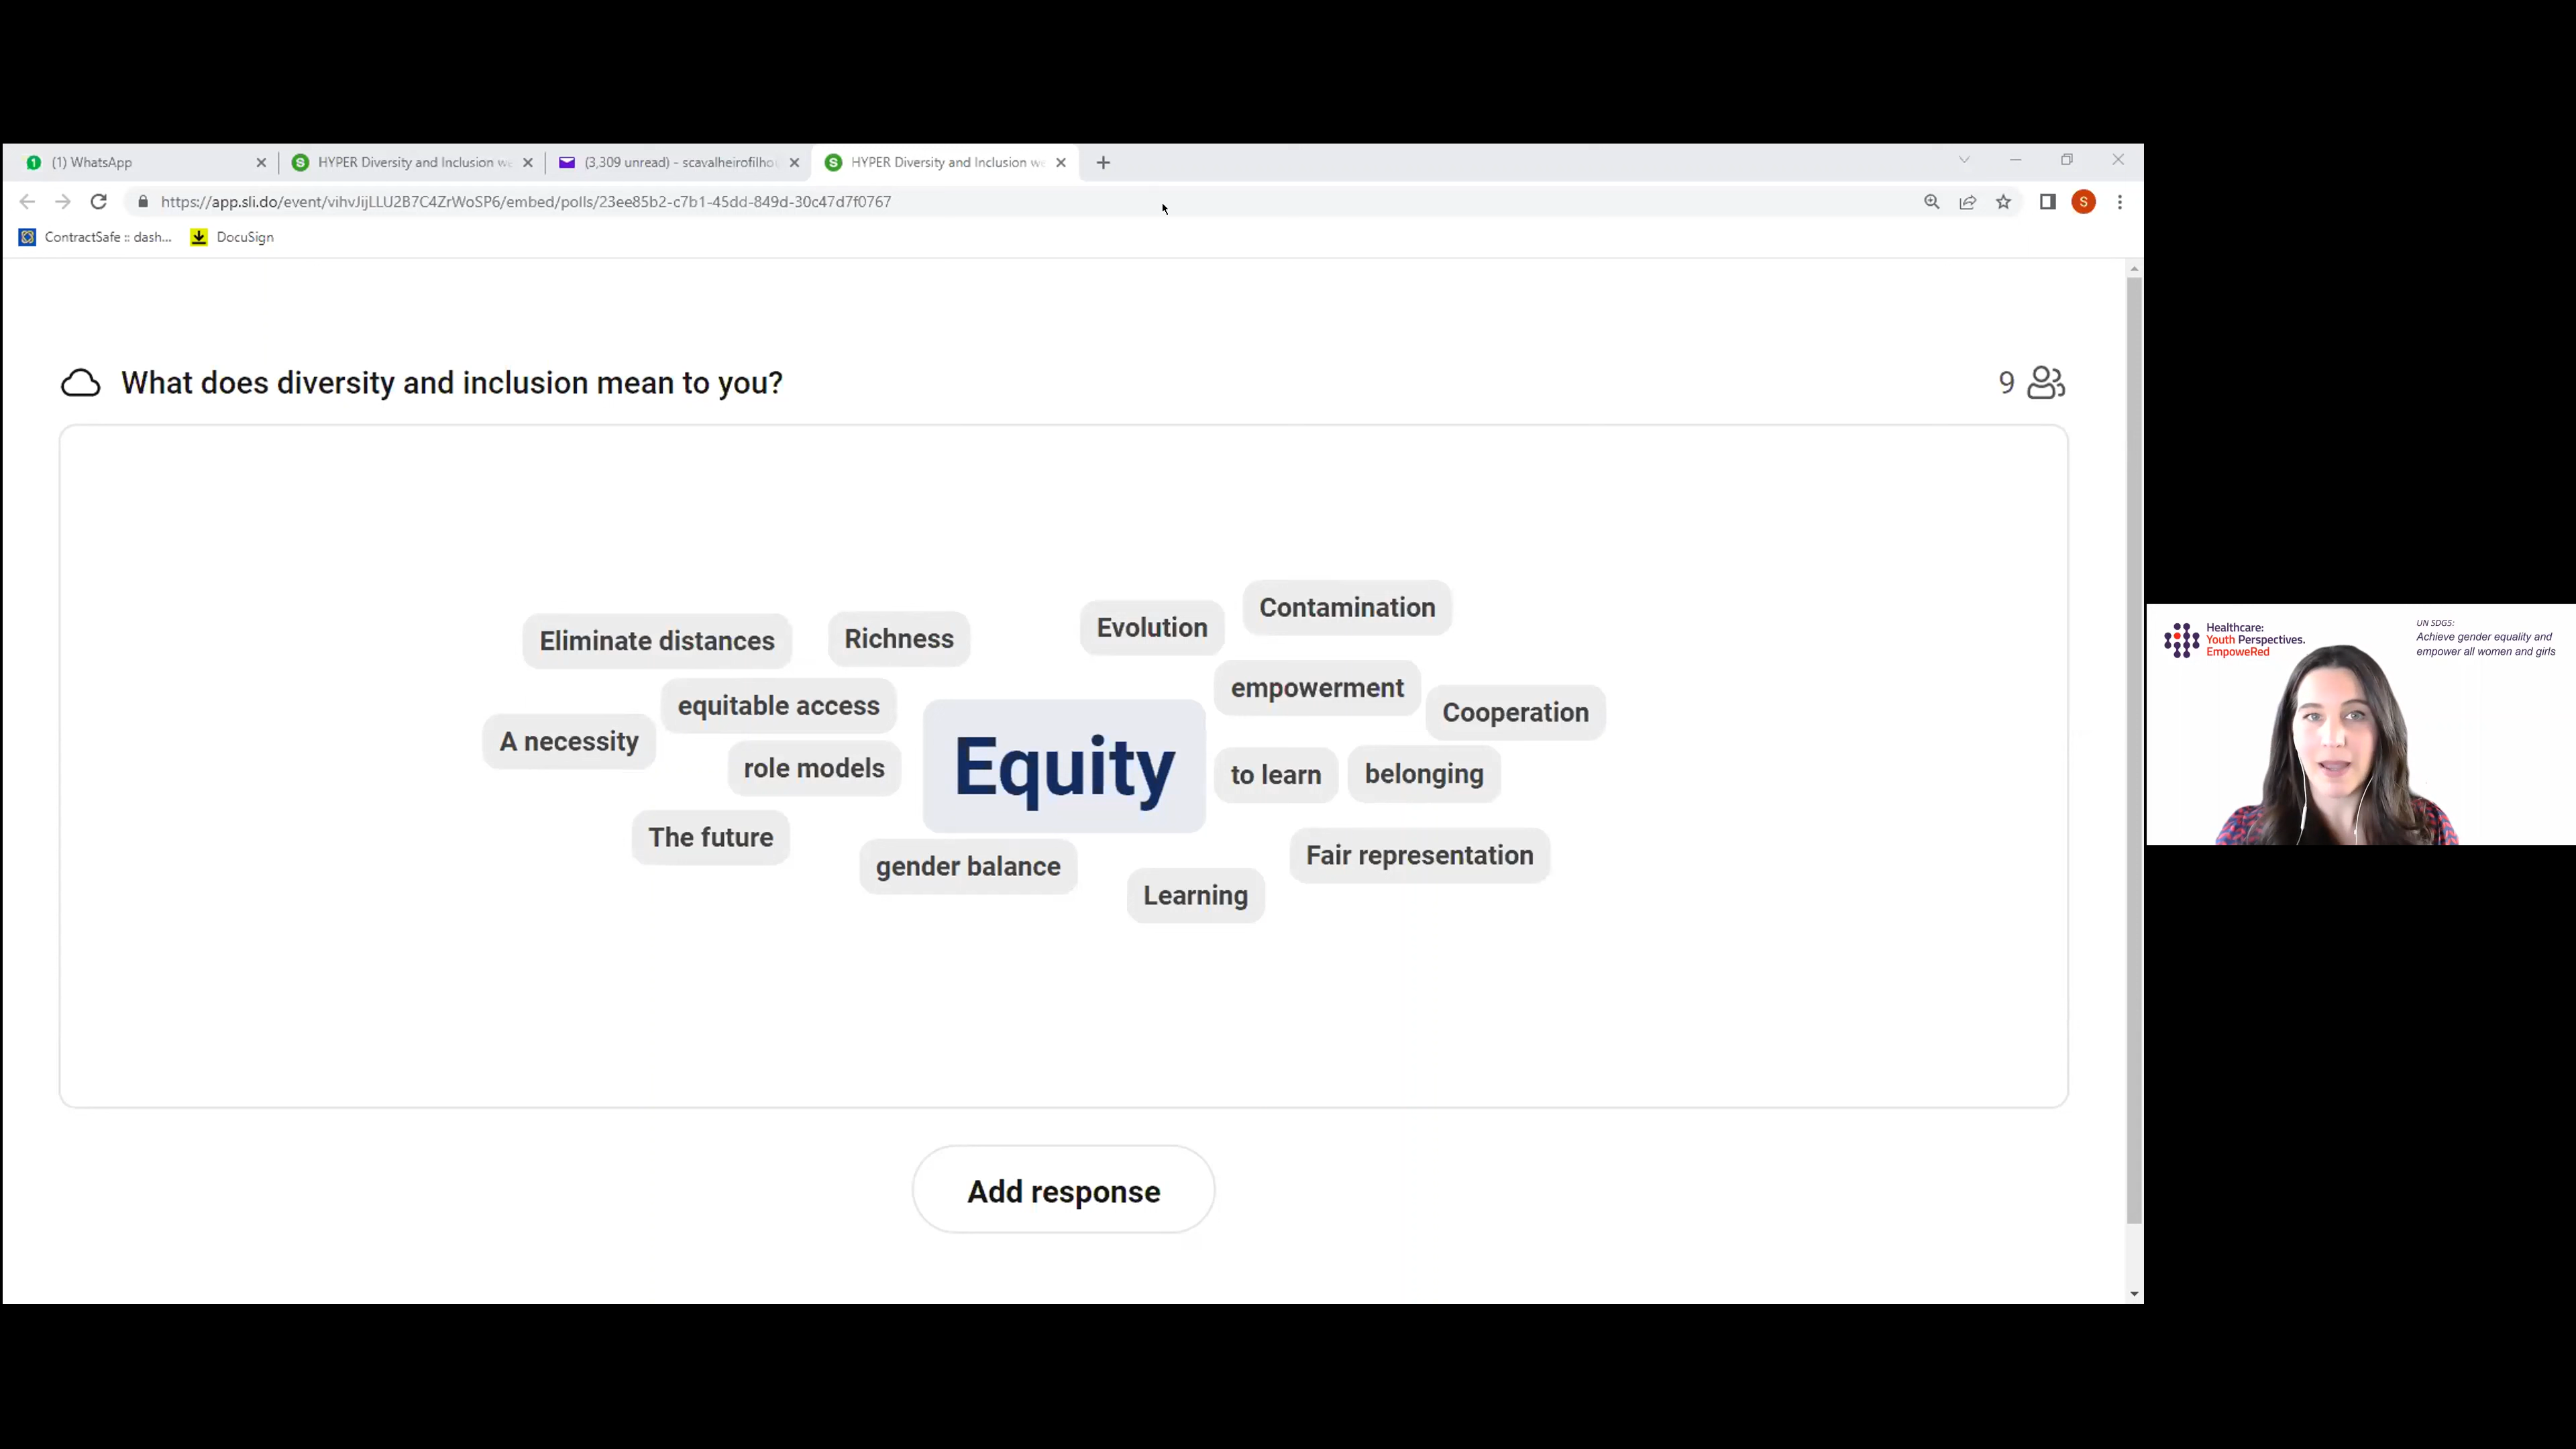 (1) WhatsApp
HYPER Diversity and Inclusion we
(3,309 unread) - scavalheirofilho
HYPER Diversity and Inclusion we
https://app.sli.do/event/vihvJijLLU2B7C4ZrWoSP6/embed/polls/23ee85b2-c7b1-45dd-849d-30c47d7f0767
S
ContractSafe :: dash...
DocuSign
What does diversity and inclusion mean to you?
9
Contamination
Evolution
Eliminate distances
Richness
empowerment
equitable access
Cooperation
A necessity
Equity
role models
to learn
belonging
The future
Fair representation
gender balance
Learning
Add response
Healthcare:
Youth Perspectives.
EmpoweRed
UN SDG5:
Achieve gender equality and
empower all women and girls